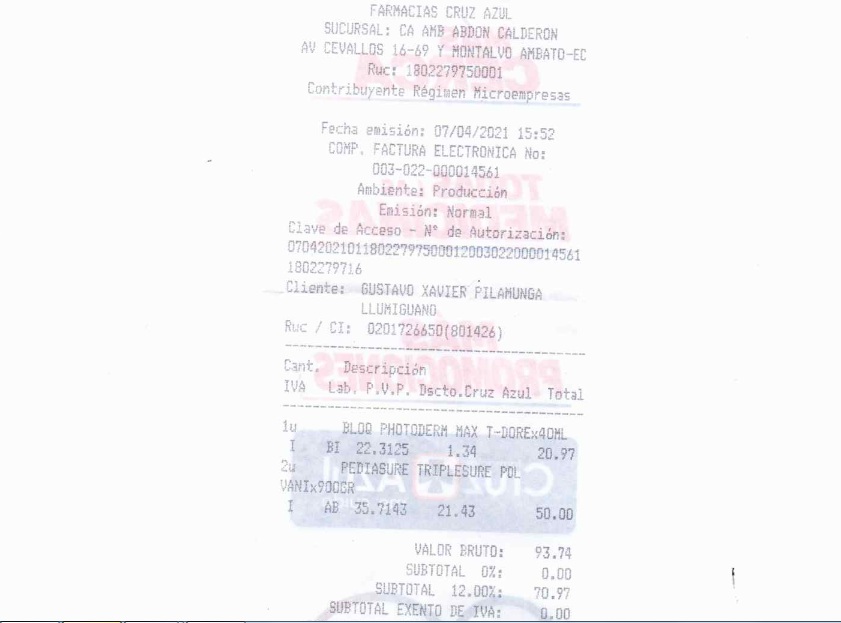 FARMACIAS CRUZ AZUL
SUCURSAL: CA AMB ABDON CALDERON
AV CEVALLOS 16-69 Y MONTALVO AMBATO-EC
Ruc: 1802279750001
Contribuyente Régimen Microempresas
Fecha emisión: 07/04/2021 15:52
COMP. FACTURA ELECTRONICA No:
003-022-000014561
Ambiente: Producción
Emisión: Normal
Clave de Acceso - N° de Autorización:
070420210118022797500012003022000014561
1802279716
Cliente: GUSTAVO XAVIER PILAMUNGA
LLUMIGUANO
Ruc / CI: 0201726650(801426)
Cant. Descripción
IVA Lab. P.V.P. Dscto.Cruz Azul Total
1u BLOQ PHOTODERM MAX T-DOREx40ML
I BI 22.3125 1.34 20.97
2u PEDIASURE TRIPLESURE POL
VANIx900GR
I AB 35.7143 21.43 50.00
VALOR BRUTO: 93.74
SUBTOTAL 0%: 0.00
SUBTOTAL 12.00%: 70.97
SUBTOTAL EXENTO DE IVA: 0.00